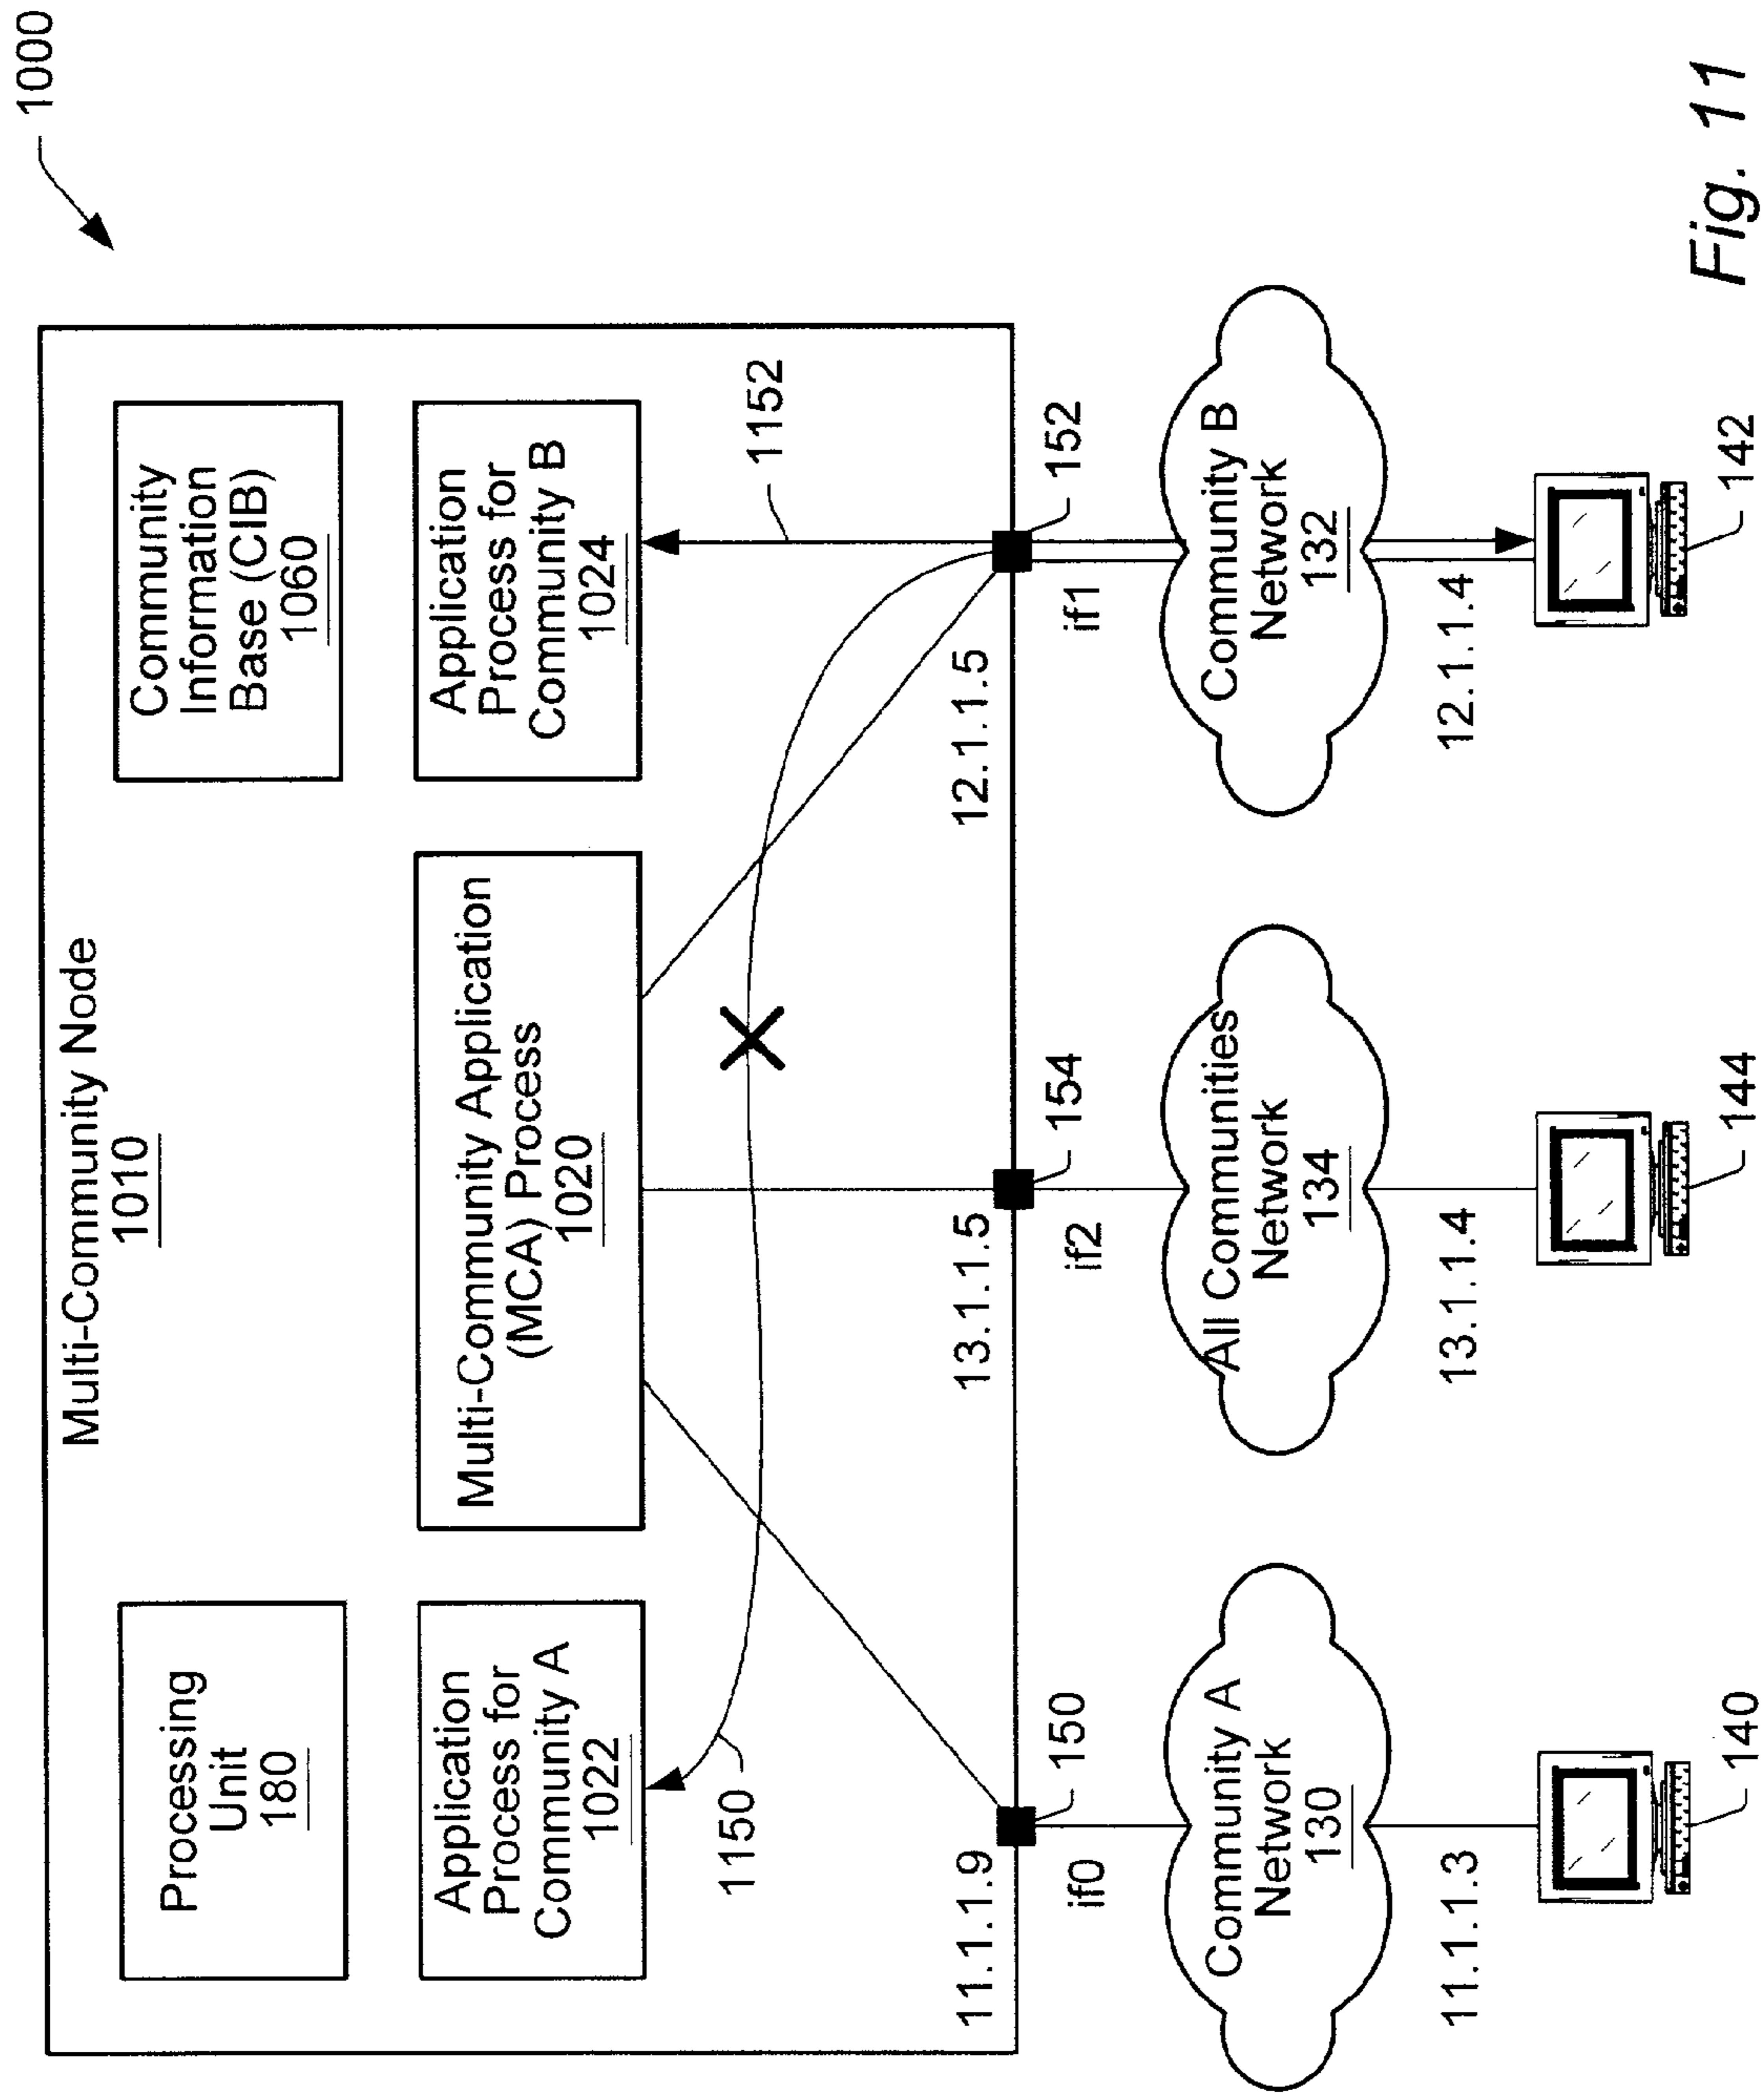 1000
Multi-Community Node
1010
Processing
Unit
180
Community
Information
Base (CIB)
1060
Application
Process for
Community A
1022
Multi-Community Application
(MCA) Process
1020
Application
Process for
Community B
1024
1150
1152
11.1.1.9
13.1.1.5
12.1.1.5
150
154
152
if0
if2
if1
Community A
Network
130
All Communities
Network
134
Community B
Network
132
11.1.1.3
13.1.1.4
12.1.1.4
140
144
142
Fig. 11